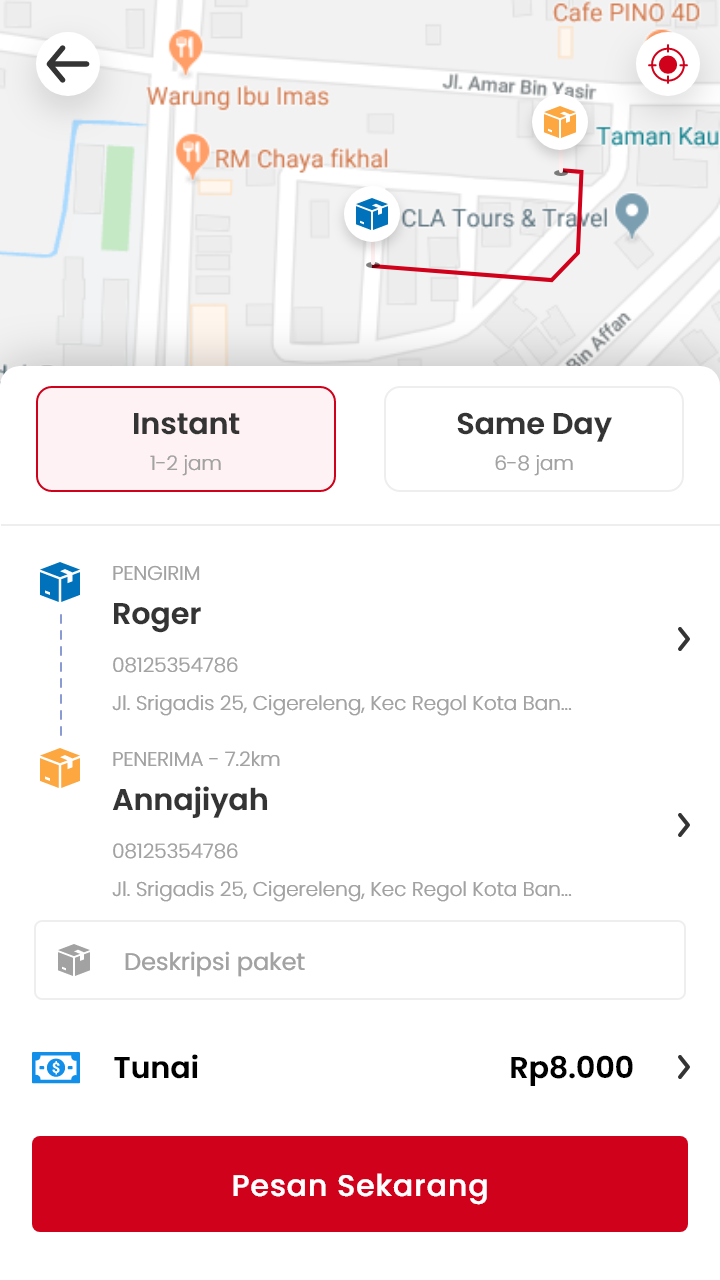 Cafe PINO 4D
Jl. Amar Bin Yasir
Warung Ibu Imas
Taman Kau
RM Chaya fikhal
CLA Tours & Travel
Bin Affan
Instant
1-2 jam
Same Day
6-8 jam
PENGIRIM
Roger
08125354786
Jl. Srigadis 25, Cigereleng, Kec Regol Kota Ban...
PENERIMA - 7.2km
Annajiyah
08125354786
Jl. Srigadis 25, Cigereleng, Kec Regol Kota Ban...
Deskripsi paket
Tunai
Rp8.000
Pesan Sekarang